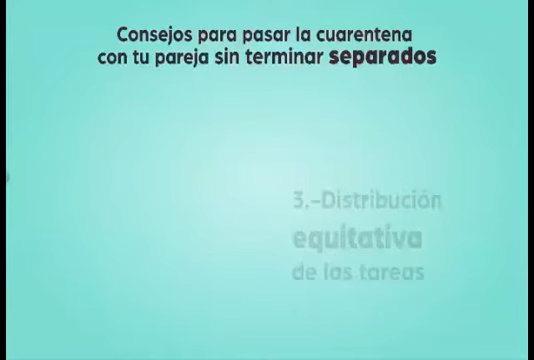 Consejos para pasar la cuarentena
con tu pareja sin terminar separados
3.-Distribución
equitativa
de las tareas